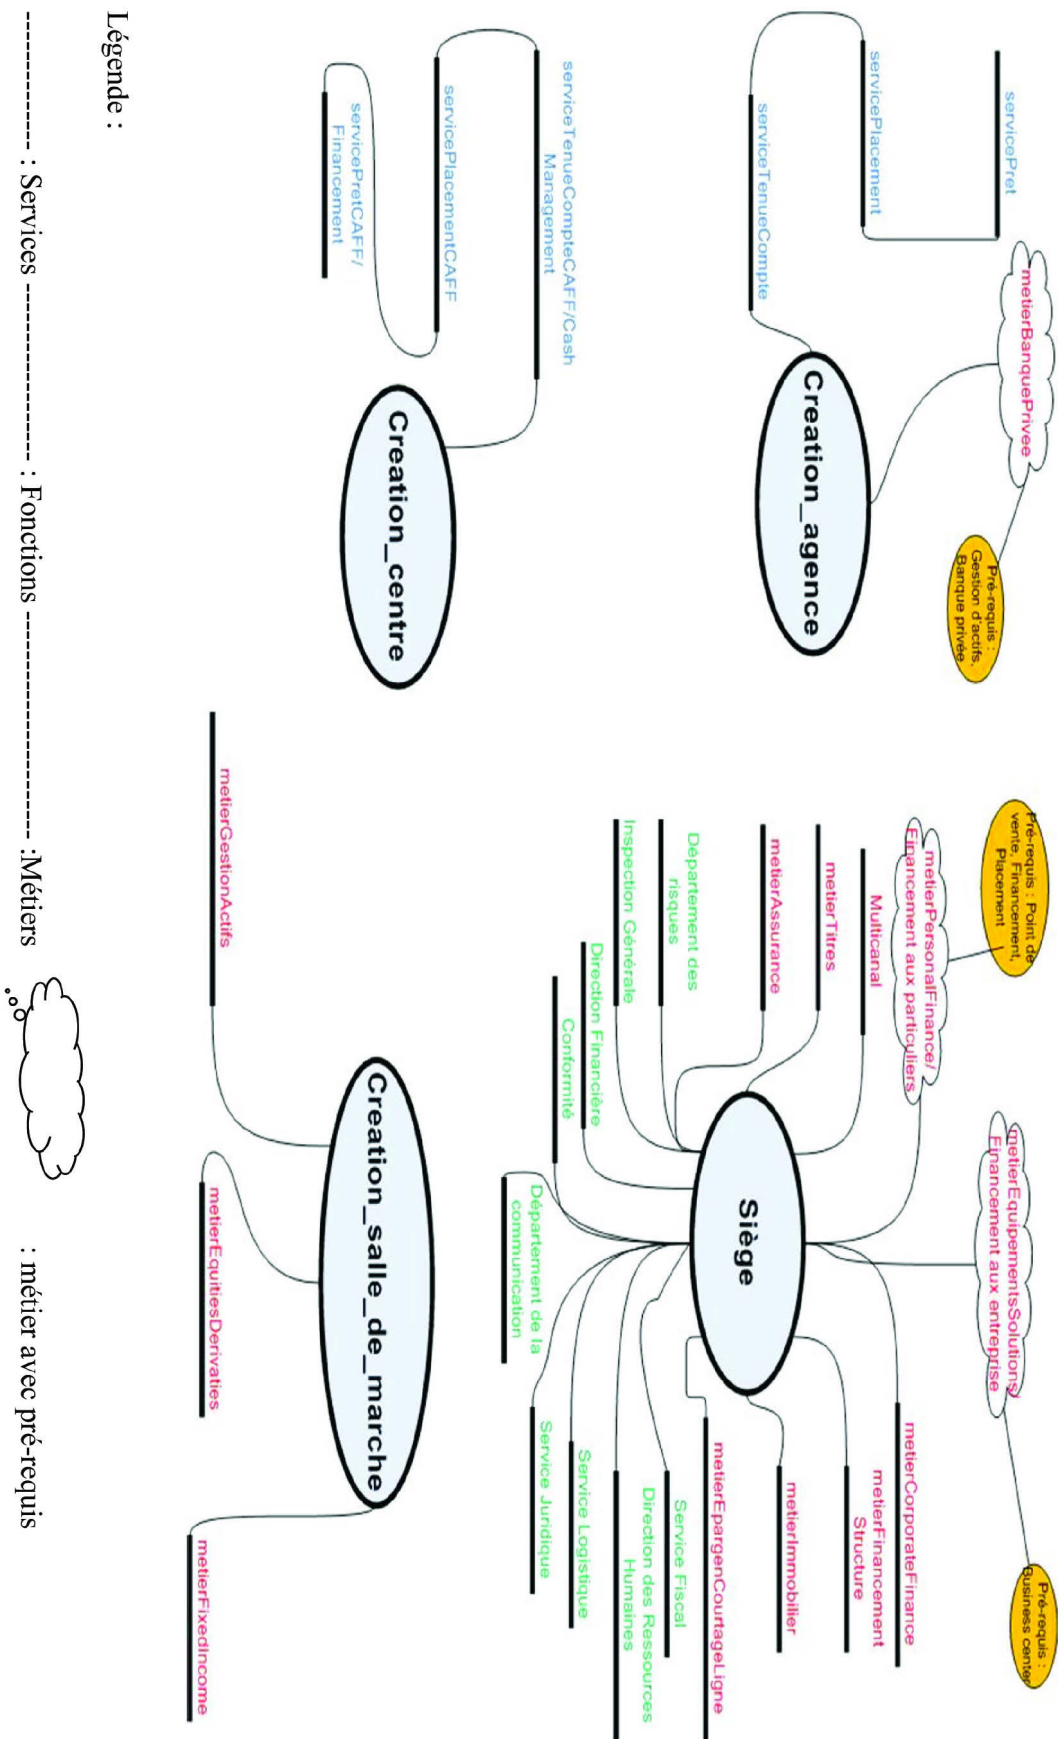 servicePret
servicePlacement
serviceTenueCompte
metierBanquePrivee
Pré-requis :
Gestion d'actifs,
Banque privée
Creation_agence
serviceTenueCompteCAFF/Cash
Management
servicePlacementCAFF
servicePretCAFF/
Financement
Creation_centre
Pré-requis : Point de
vente, Financement,
Placement
metierPersonalFinance/
Financement aux particuliers
metierEquipementsSolutions/
Financement aux entreprise
Pré-requis :
Business center
Multicanal
metierTitres
metierAssurance
Département des
risques
Inspection Générale
Direction Financière
Conformité
Département de la
communication
Siège
metierCorporateFinance
metierFinancement
Structure
metierImmobilier
metierEpargenCourtageLigne
Service Fiscal
Direction des Ressources
Humaines
Service Logistique
Service Juridique
Creation_salle_de_marche
metierGestionActifs
metierEquitiesDerivaties
metierFixedIncome
Légende :
------------- : Services ---------------- : Fonctions --------------------- :Métiers : métier avec pré-requis